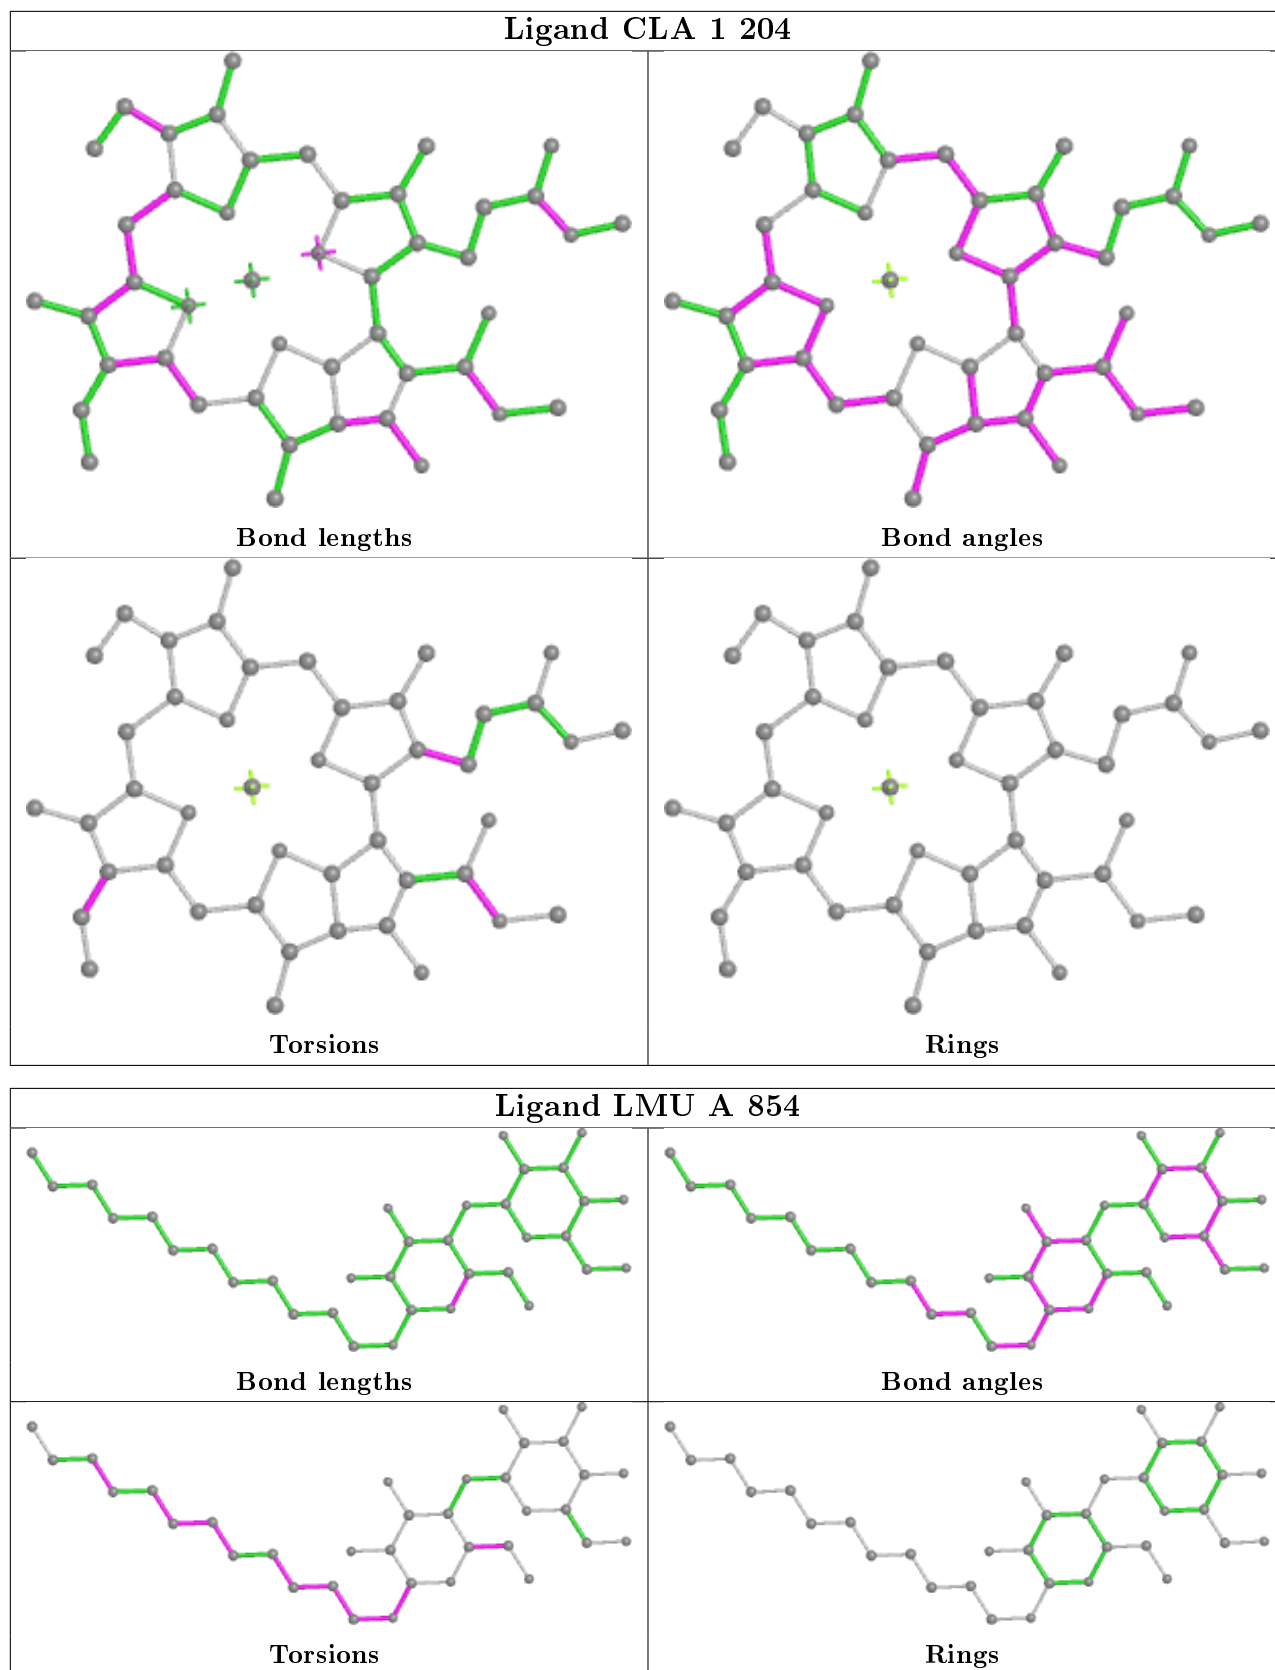 Ligand CLA 1 204
Bond lengths
Bond angles
Torsions
Rings
Ligand LMU A 854
Bond lengths
Bond angles
Torsions
Rings